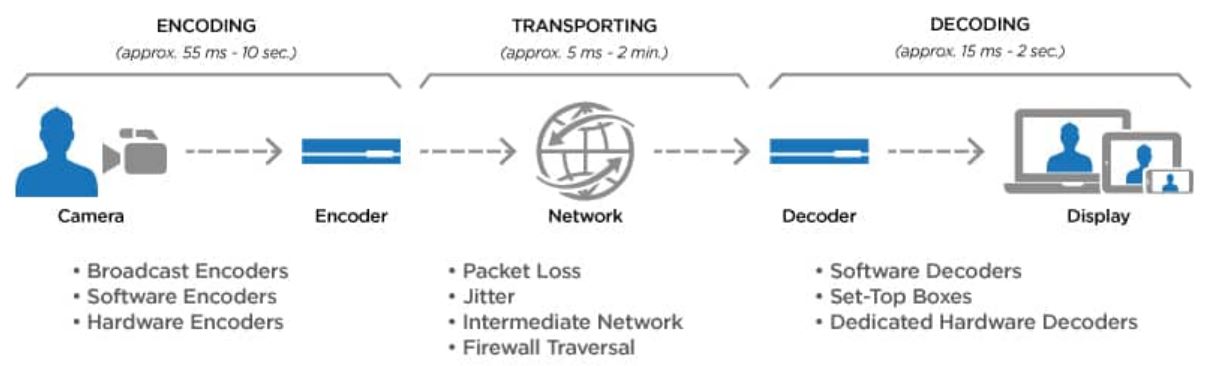 ENCODING
(approx. 55 ms - 10 sec.)
TRANSPORTING
(approx. 5 ms - 2 min.)
DECODING
(approx. 15 ms - 2 sec.)
Camera
Encoder
Network
Decoder
Display
• Broadcast Encoders
• Software Encoders
• Hardware Encoders
• Packet Loss
• Jitter
• Intermediate Network
• Firewall Traversal
• Software Decoders
• Set-Top Boxes
• Dedicated Hardware Decoders